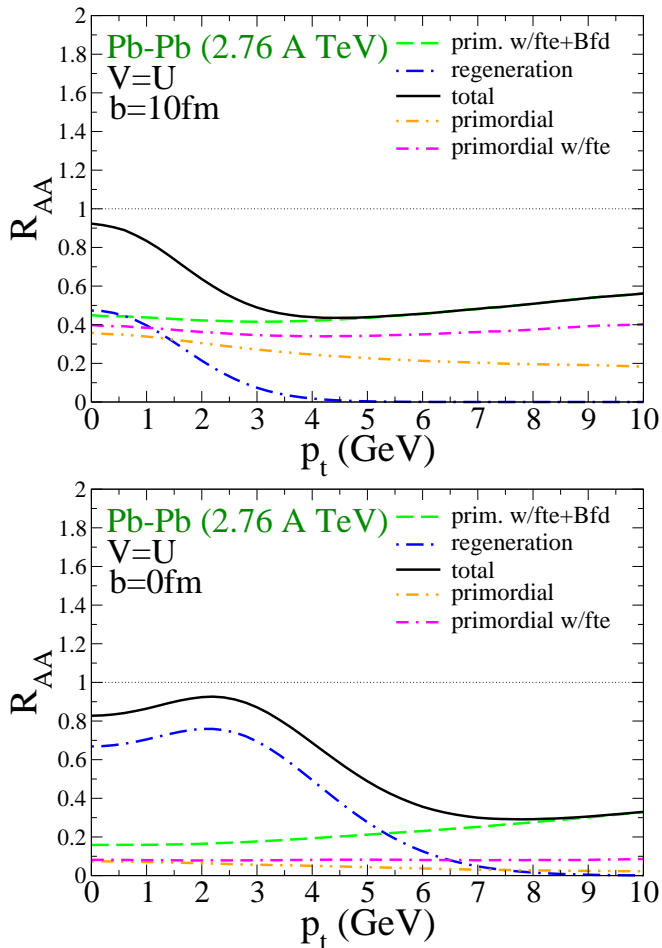 2
1.8
1.6
1.4
1.2
1
0.8
0.6
0.4
0.2
0
R_AA
Pb-Pb (2.76 A TeV)
V=U
b=10fm
prim. w/fte+Bfd
regeneration
total
primordial
primordial w/fte
0 1 2 3 4 5 6 7 8 9 10
p_t (GeV)
2
1.8
1.6
1.4
1.2
1
0.8
0.6
0.4
0.2
0
R_AA
Pb-Pb (2.76 A TeV)
V=U
b=0fm
prim. w/fte+Bfd
regeneration
total
primordial
primordial w/fte
0 1 2 3 4 5 6 7 8 9 10
p_t (GeV)